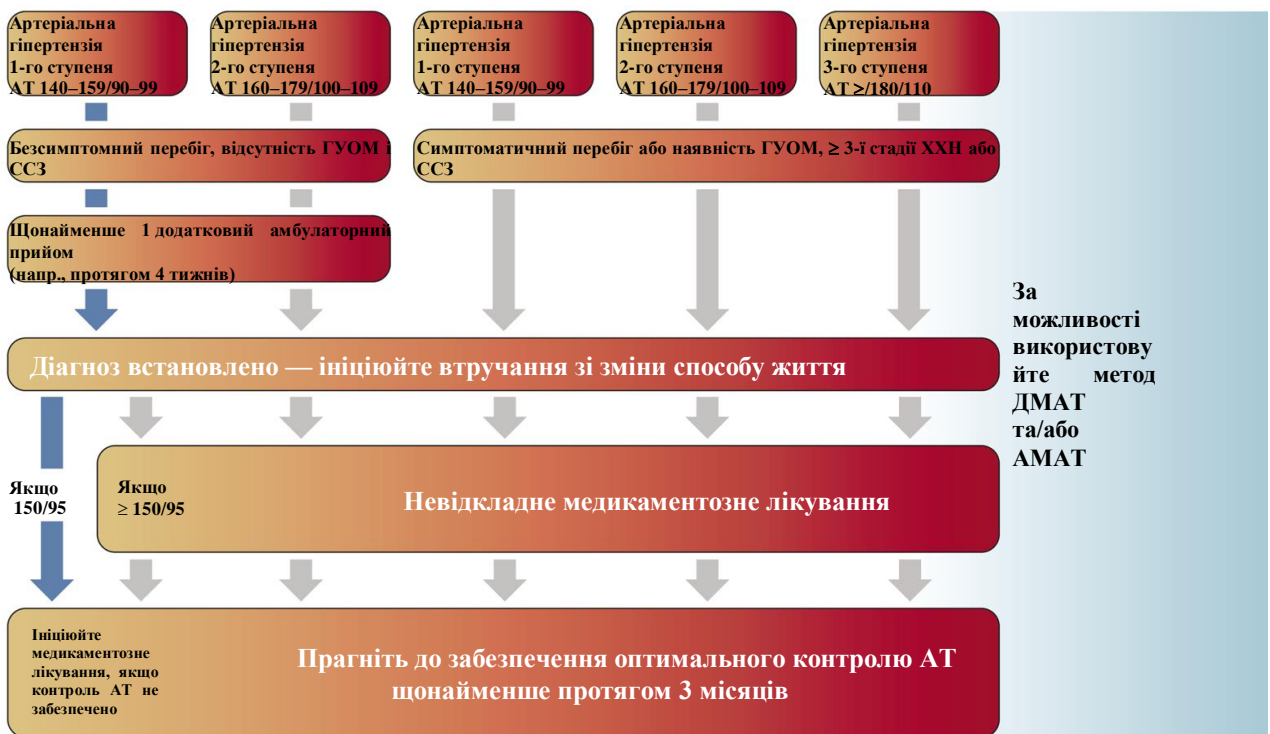 Артеріальна
гіпертензія
1-го ступеня
АТ 140–159/90–99
Артеріальна
гіпертензія
2-го ступеня
АТ 160–179/100–109
Артеріальна
гіпертензія
1-го ступеня
АТ 140–159/90–99
Артеріальна
гіпертензія
2-го ступеня
АТ 160–179/100–109
Артеріальна
гіпертензія
3-го ступеня
АТ ≥/180/110
Безсимптомний перебіг, відсутність ГУОМ і
ССЗ
Симптоматичний перебіг або наявність ГУОМ, ≥ 3-ї стадії ХХН або
ССЗ
Щонайменше 1 додатковий амбулаторний
прийом
(напр., протягом 4 тижнів)
Діагноз встановлено — ініціюйте втручання зі зміни способу життя
Якщо
150/95
Якщо
≥ 150/95
Невідкладне медикаментозне лікування
Ініціюйте
медикаментозне
лікування, якщо
контроль АТ не
забезпечено
Прагніть до забезпечення оптимального контролю АТ
щонайменше протягом 3 місяців
За
можливості
використову
йте метод
ДМАТ
та/або
АМАТ